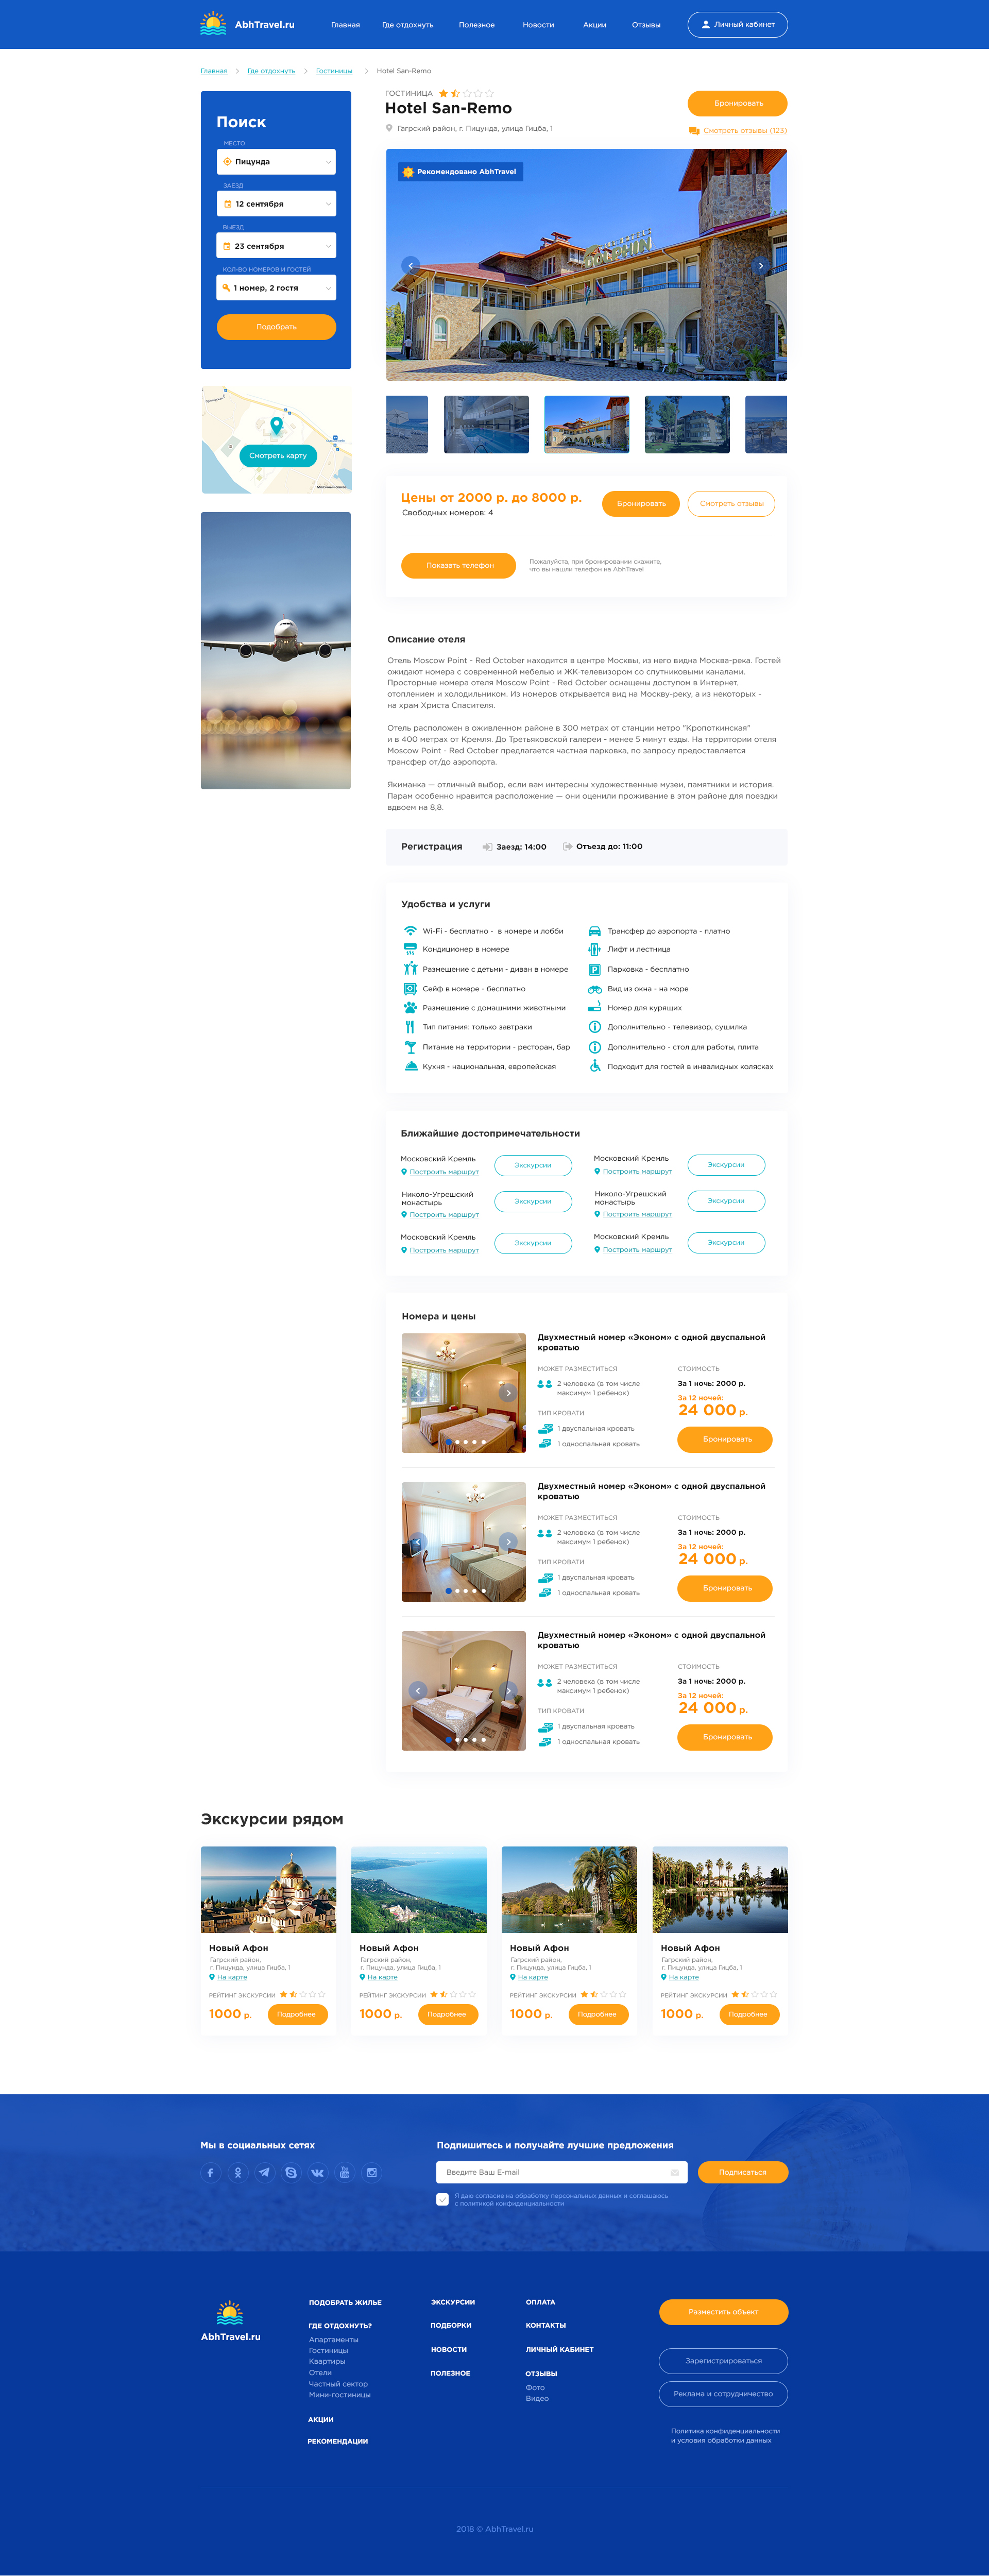 AbhTravel.ru
Главная
Где отдохнуть
Полезное
Новости
Акции
Отзывы
Личный кабинет
Главная
Где отдохнуть
Гостиницы
Hotel San-Remo
Поиск
МЕСТО
Пицунда
ЗАЕЗД
12 сентября
ВЫЕЗД
23 сентября
КОЛ-ВО НОМЕРОВ И ГОСТЕЙ
1 номер, 2 гостя
Подобрать
Смотреть карту
ГОСТИНИЦА
Hotel San-Remo
Гагрский район, г. Пицунда, улица Гицба, 1
Бронировать
Смотреть отзывы (123)
Рекомендовано AbhTravel
DOLPHIN
Цены от 2000 р. до 8000 р.
Свободных номеров: 4
Бронировать
Смотреть отзывы
Показать телефон
Пожалуйста, при бронировании скажите,
что вы нашли телефон на AbhTravel
Описание отеля
Отель Moscow Point - Red October находится в центре Москвы, из него видна Москва-река. Гостей
ожидают номера с современной мебелью и ЖК-телевизором со спутниковыми каналами.
Просторные номера отеля Moscow Point - Red October оснащены доступом в Интернет,
отоплением и холодильником. Из номеров открывается вид на Москву-реку, а из некоторых -
на храм Христа Спасителя.
Отель расположен в оживленном районе в 300 метрах от станции метро "Кропоткинская"
и в 400 метрах от Кремля. До Третьяковской галереи - менее 5 минут езды. На территории отеля
Moscow Point - Red October предлагается частная парковка, по запросу предоставляется
трансфер от/до аэропорта.
Якиманка — отличный выбор, если вам интересны художественные музеи, памятники и история.
Парам особенно нравится расположение — они оценили проживание в этом районе для поездки
вдвоем на 8,8.
Регистрация
Заезд: 14:00
Отъезд до: 11:00
Удобства и услуги
Wi-Fi - бесплатно - в номере и лобби
Кондиционер в номере
Размещение с детьми - диван в номере
Сейф в номере - бесплатно
Размещение с домашними животными
Тип питания: только завтраки
Питание на территории - ресторан, бар
Кухня - национальная, европейская
Трансфер до аэропорта - платно
Лифт и лестница
Парковка - бесплатно
Вид из окна - на море
Номер для курящих
Дополнительно - телевизор, сушилка
Дополнительно - стол для работы, плита
Подходит для гостей в инвалидных колясках
Ближайшие достопримечательности
Московский Кремль
Построить маршрут
Экскурсии
Николо-Угрешский
монастырь
Построить маршрут
Экскурсии
Московский Кремль
Построить маршрут
Экскурсии
Московский Кремль
Построить маршрут
Экскурсии
Николо-Угрешский
монастырь
Построить маршрут
Экскурсии
Московский Кремль
Построить маршрут
Экскурсии
Номера и цены
Двухместный номер «Эконом» с одной двуспальной
кроватью
МОЖЕТ РАЗМЕСТИТЬСЯ
2 человека (в том числе
максимум 1 ребенок)
ТИП КРОВАТИ
1 двуспальная кровать
1 односпальная кровать
СТОИМОСТЬ
За 1 ночь: 2000 р.
За 12 ночей:
24 000 р.
Бронировать
Двухместный номер «Эконом» с одной двуспальной
кроватью
МОЖЕТ РАЗМЕСТИТЬСЯ
2 человека (в том числе
максимум 1 ребенок)
ТИП КРОВАТИ
1 двуспальная кровать
1 односпальная кровать
СТОИМОСТЬ
За 1 ночь: 2000 р.
За 12 ночей:
24 000 р.
Бронировать
Двухместный номер «Эконом» с одной двуспальной
кроватью
МОЖЕТ РАЗМЕСТИТЬСЯ
2 человека (в том числе
максимум 1 ребенок)
ТИП КРОВАТИ
1 двуспальная кровать
1 односпальная кровать
СТОИМОСТЬ
За 1 ночь: 2000 р.
За 12 ночей:
24 000 р.
Бронировать
Экскурсии рядом
Новый Афон
Гагрский район,
г. Пицунда, улица Гицба, 1
На карте
РЕЙТИНГ ЭКСКУРСИИ
1000 р.
Подробнее
Новый Афон
Гагрский район,
г. Пицунда, улица Гицба, 1
На карте
РЕЙТИНГ ЭКСКУРСИИ
1000 р.
Подробнее
Новый Афон
Гагрский район,
г. Пицунда, улица Гицба, 1
На карте
РЕЙТИНГ ЭКСКУРСИИ
1000 р.
Подробнее
Новый Афон
Гагрский район,
г. Пицунда, улица Гицба, 1
На карте
РЕЙТИНГ ЭКСКУРСИИ
1000 р.
Подробнее
Мы в социальных сетях
Подпишитесь и получайте лучшие предложения
Введите Ваш E-mail
Подписаться
Я даю согласие на обработку персональных данных и соглашаюсь
с политикой конфиденциальности
AbhTravel.ru
ПОДОБРАТЬ ЖИЛЬЕ
ГДЕ ОТДОХНУТЬ?
Апартаменты
Гостиницы
Квартиры
Отели
Частный сектор
Мини-гостиницы
АКЦИИ
РЕКОМЕНДАЦИИ
ЭКСКУРСИИ
ПОДБОРКИ
НОВОСТИ
ПОЛЕЗНОЕ
ОПЛАТА
КОНТАКТЫ
ЛИЧНЫЙ КАБИНЕТ
ОТЗЫВЫ
Фото
Видео
Разместить объект
Зарегистрироваться
Реклама и сотрудничество
Политика конфиденциальности
и условия обработки данных
2018 © AbhTravel.ru